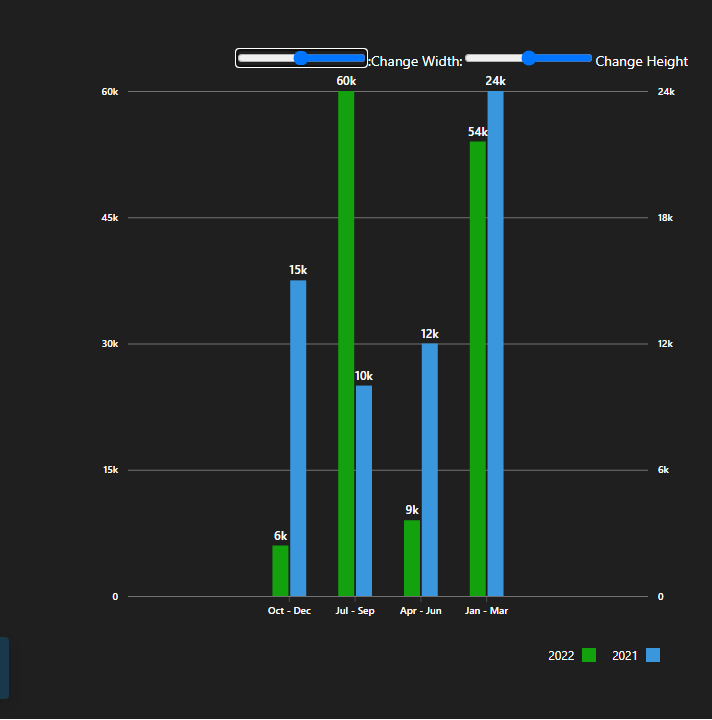 :Change Width: Change Height
60k 24k
60k 24k
54k
45k 18k
15k
30k 12k
12k
10k
15k 6k
9k
6k
0 0
Oct - Dec Jul - Sep Apr - Jun Jan - Mar
2022 2021